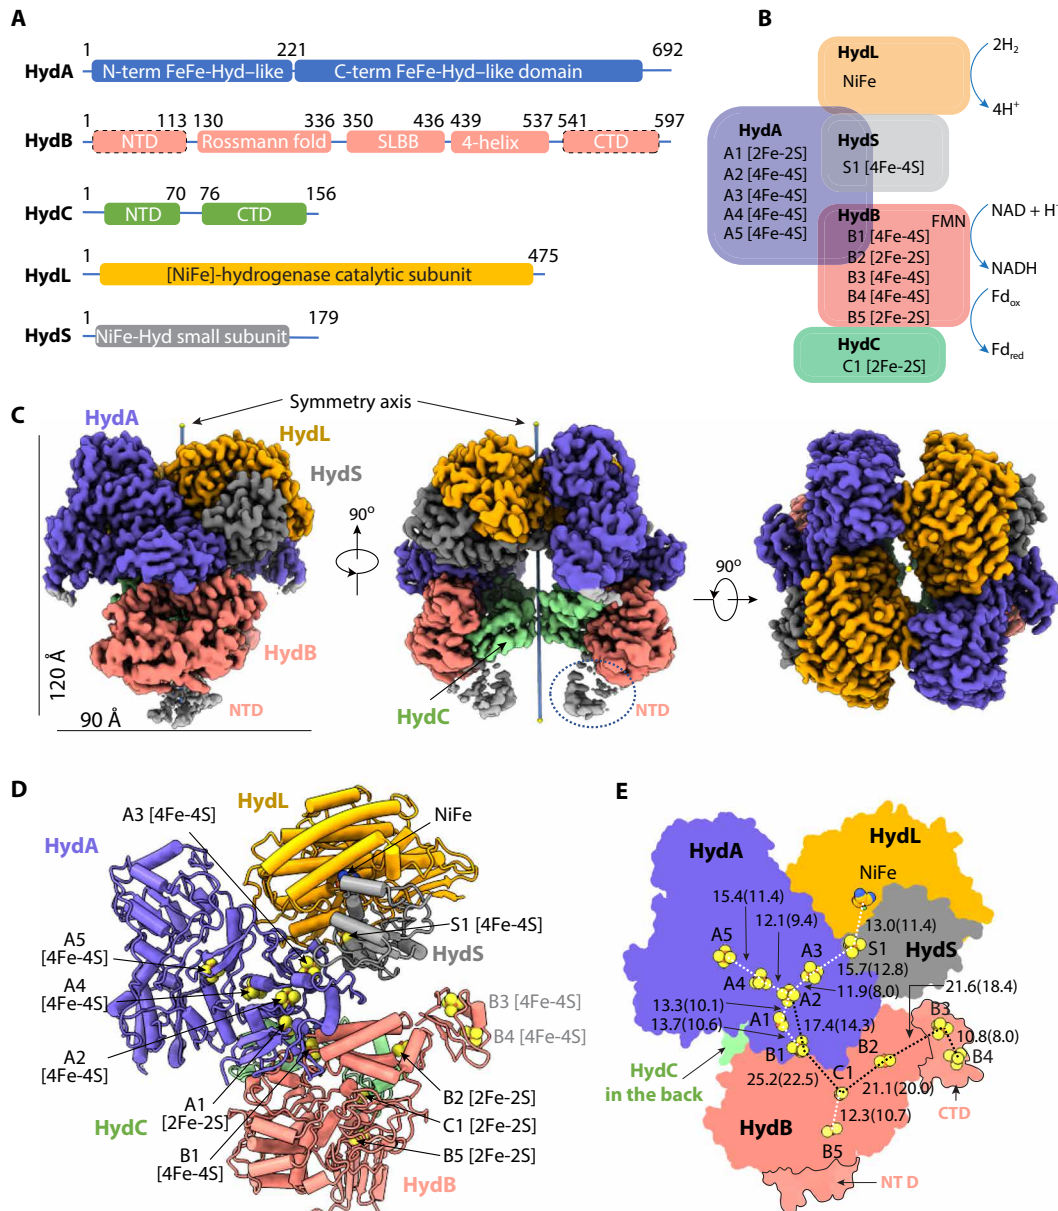 A
1 221 692
HydA N-term FeFe-Hyd–like C-term FeFe-Hyd–like domain
1 113 130 336 350 436 439 537 541 597
HydB NTD Rossmann fold SLBB 4-helix CTD
1 70 76 156
HydC NTD CTD
1 475
HydL [NiFe]-hydrogenase catalytic subunit
1 179
HydS NiFe-Hyd small subunit
B
HydL
NiFe
2H₂
4H⁺
HydA
A1 [2Fe-2S]
A2 [4Fe-4S]
A3 [4Fe-4S]
A4 [4Fe-4S]
A5 [4Fe-4S]
HydS
S1 [4Fe-4S]
HydB
FMN
B1 [4Fe-4S]
B2 [2Fe-2S]
B3 [4Fe-4S]
B4 [4Fe-4S]
B5 [2Fe-2S]
NAD + H⁺
NADH
Fdox
Fdred
HydC
C1 [2Fe-2S]
C
HydA
Symmetry axis
HydL
HydS
90°
90°
HydB
HydC
NTD
NTD
120 Å
90 Å
D
A3 [4Fe-4S]
HydL
NiFe
HydA
S1 [4Fe-4S]
HydS
A5
[4Fe-4S]
A4
[4Fe-4S]
B3 [4Fe-4S]
B4 [4Fe-4S]
A2
[4Fe-4S]
A1
[2Fe-2S]
HydC
B1
[4Fe-4S]
B2 [2Fe-2S]
C1 [2Fe-2S]
B5 [2Fe-2S]
HydB
E
HydA
HydL
NiFe
15.4(11.4)
12.1(9.4)
13.0(11.4)
A5
A3
S1
HydS
15.7(12.8)
A4
A2
11.9(8.0)
21.6(18.4)
13.3(10.1)
A1
B3
13.7(10.6)
17.4(14.3)
10.8(8.0)
B1
B2
B4
HydC
in the back
25.2(22.5)
C1
21.1(20.0)
CTD
12.3(10.7)
HydB
B5
NT D